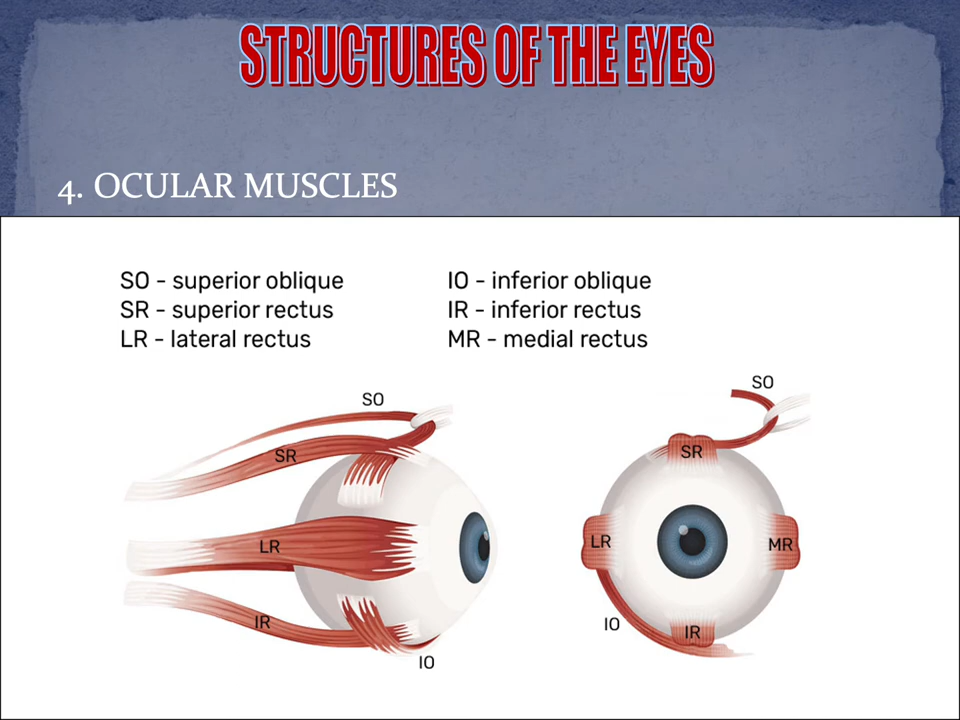 STRUCTURES OF THE EYES
4. OCULAR MUSCLES
SO - superior oblique
SR - superior rectus
LR - lateral rectus
IO - inferior oblique
IR - inferior rectus
MR - medial rectus
SO
SR
LR
IR
IO
SO
SR
LR
MR
IO
IR